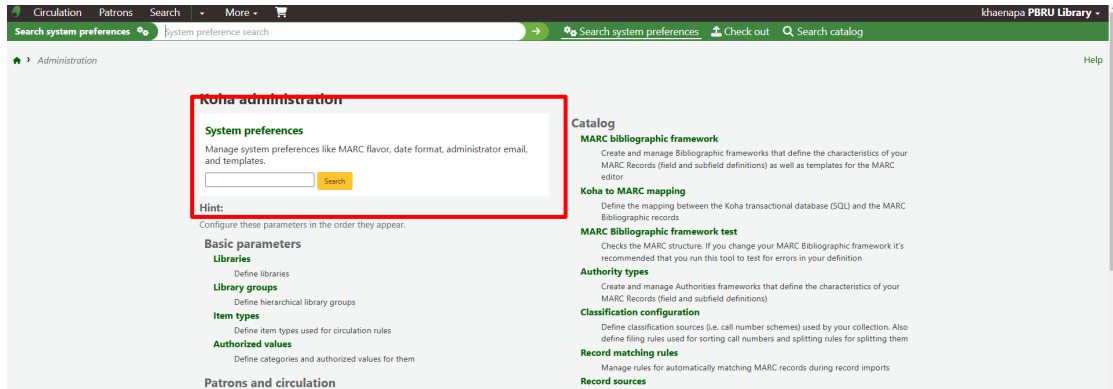 Circulation Patrons Search More khaenapa PBRU Library
Search system preferences System preference search Search system preferences Check out Search catalog
Administration Help
Koha administration
System preferences
Manage system preferences like MARC flavor, date format, administrator email,
and templates.
Search
Hint:
Configure these parameters in the order they appear.
Basic parameters
Libraries
Define libraries
Library groups
Define hierarchical library groups
Item types
Define item types used for circulation rules
Authorized values
Define categories and authorized values for them
Patrons and circulation
Catalog
MARC bibliographic framework
Create and manage Bibliographic frameworks that define the characteristics of your
MARC Records (field and subfield definitions) as well as templates for the MARC
editor
Koha to MARC mapping
Define the mapping between the Koha transactional database (SQL) and the MARC
Bibliographic records
MARC Bibliographic framework test
Checks the MARC structure. If you change your MARC Bibliographic framework it's
recommended that you run this tool to test for errors in your definition
Authority types
Create and manage Authorities frameworks that define the characteristics of your
MARC Records (field and subfield definitions)
Classification configuration
Define classification sources (i.e. call number schemes) used by your collection. Also
define filing rules used for sorting call numbers and splitting rules for splitting them
Record matching rules
Manage rules for automatically matching MARC records during record imports
Record sources